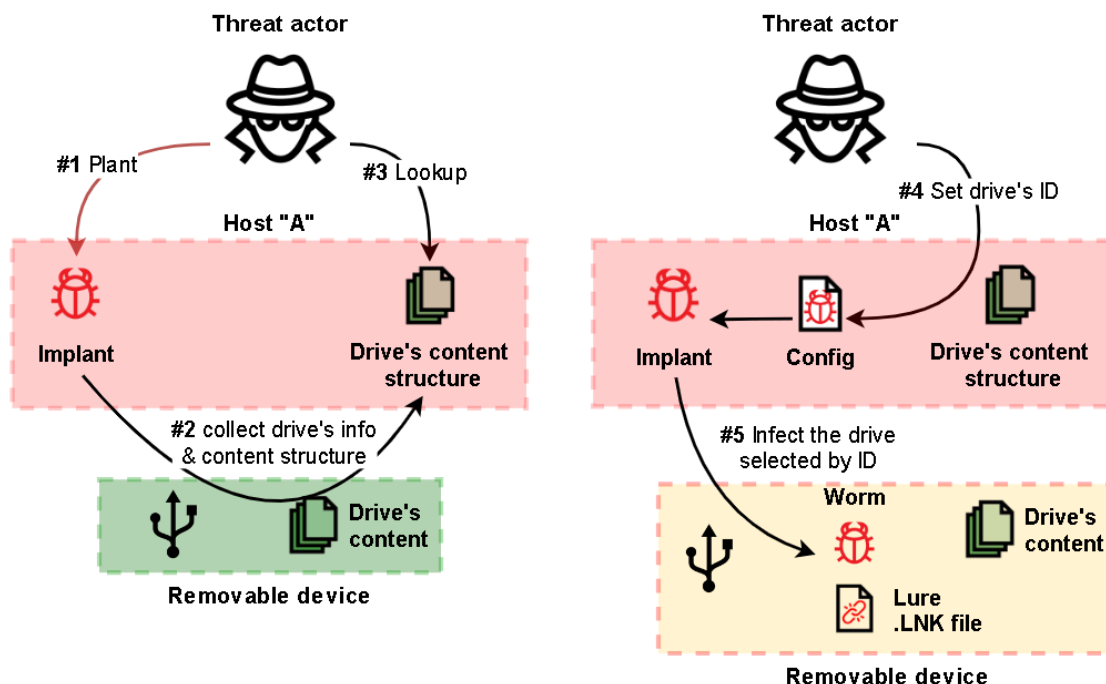 Threat actor
#1 Plant
#3 Lookup
Host "A"
Implant
Drive's content
structure
#2 collect drive's info
& content structure
Drive's
content
Removable device
Threat actor
#4 Set drive's ID
Host "A"
Implant
Config
Drive's content
structure
#5 Infect the drive
selected by ID
Worm
Drive's
content
Lure
.LNK file
Removable device